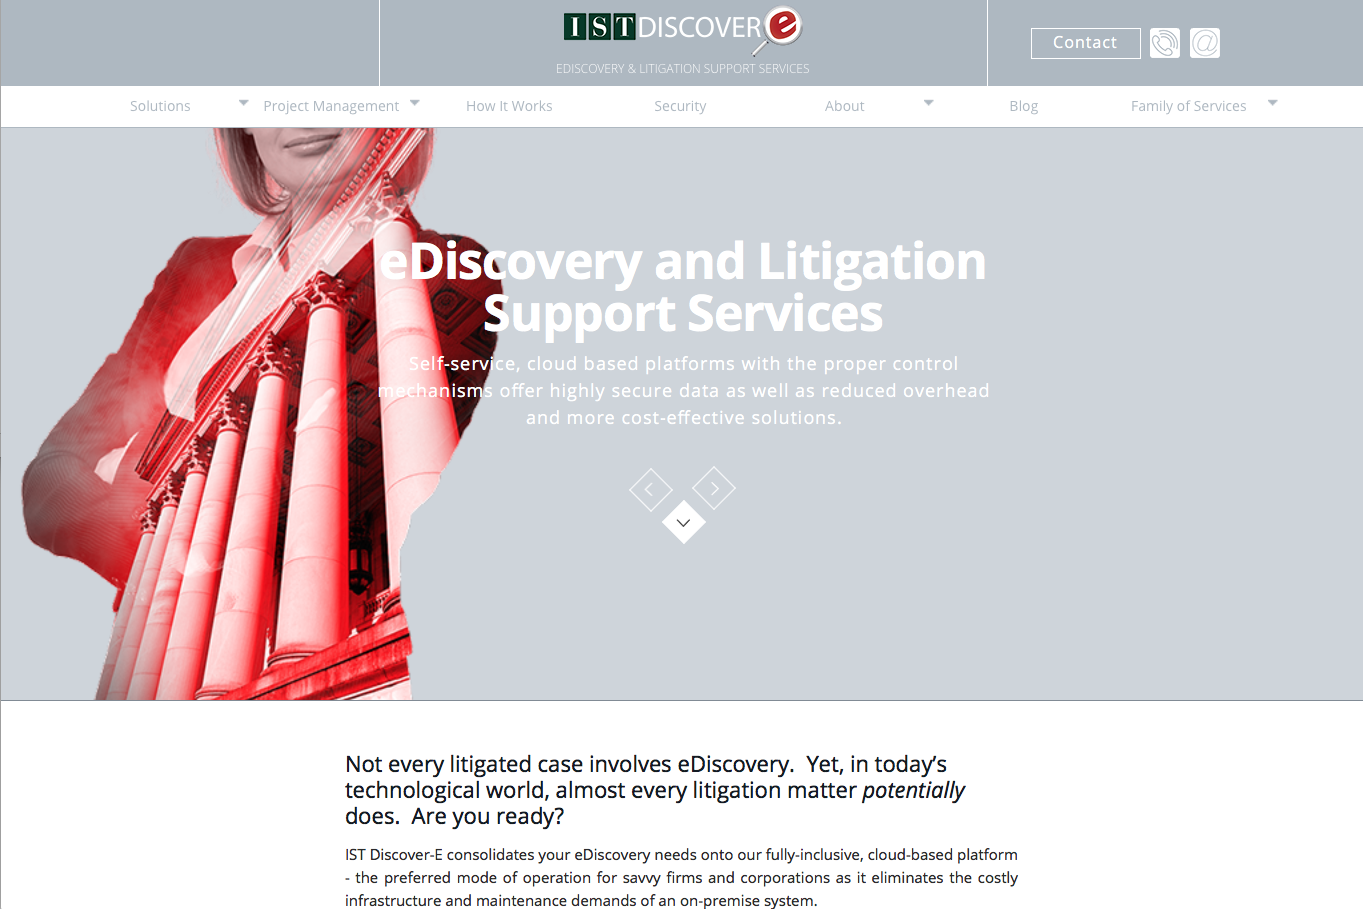 IST DISCOVER e
EDISCOVERY & LITIGATION SUPPORT SERVICES
Contact
Solutions
Project Management
How It Works
Security
About
Blog
Family of Services
eDiscovery and Litigation
Support Services
Self-service, cloud based platforms with the proper control
mechanisms offer highly secure data as well as reduced overhead
and more cost-effective solutions.
Not every litigated case involves eDiscovery. Yet, in today's
technological world, almost every litigation matter potentially
does. Are you ready?
IST Discover-E consolidates your eDiscovery needs onto our fully-inclusive, cloud-based platform
- the preferred mode of operation for savvy firms and corporations as it eliminates the costly
infrastructure and maintenance demands of an on-premise system.